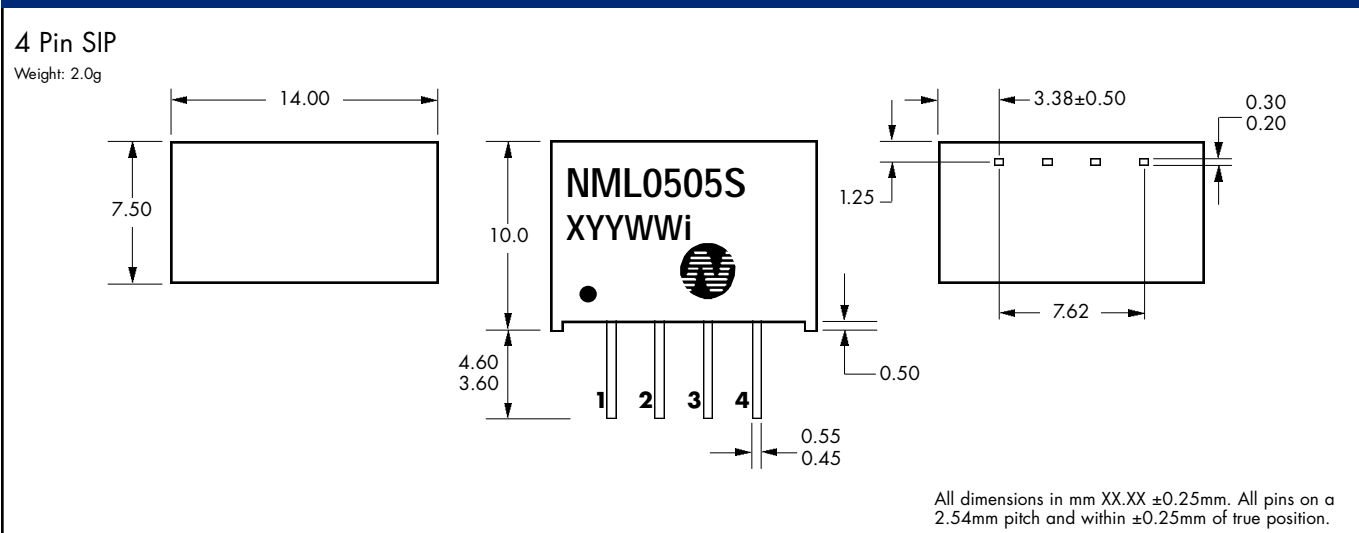 4 Pin SIP
Weight: 2.0g
14.00
7.50
NML0505S
XYYWWi
10.0
4.60
3.60
1 2 3 4
0.55
0.45
0.50
3.38±0.50
0.30
0.20
1.25
7.62
All dimensions in mm XX.XX ±0.25mm. All pins on a
2.54mm pitch and within ±0.25mm of true position.